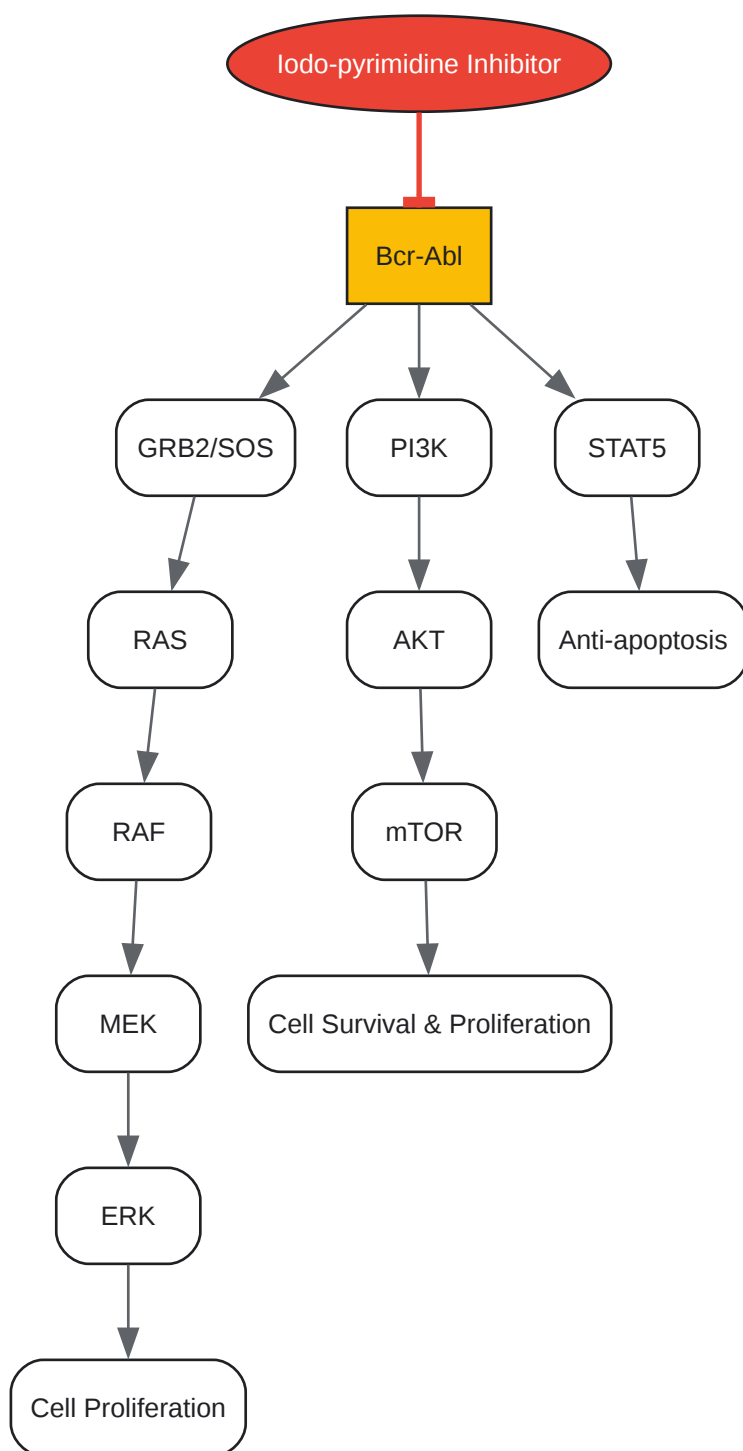 Iodo-pyrimidine Inhibitor
Bcr-Abl
GRB2/SOS
PI3K
STAT5
RAS
AKT
Anti-apoptosis
RAF
mTOR
MEK
Cell Survival & Proliferation
ERK
Cell Proliferation